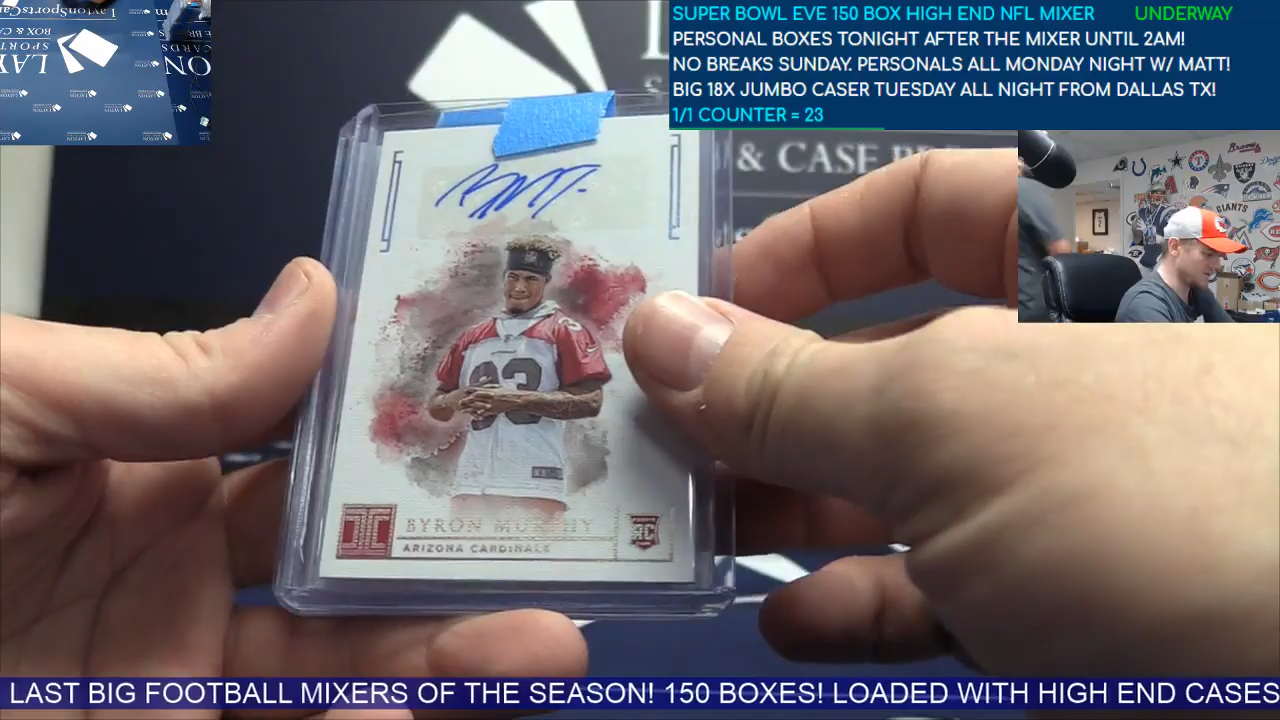 SUPER BOWL EVE 150 BOX HIGH END NFL MIXER UNDERWAY
PERSONAL BOXES TONIGHT AFTER THE MIXER UNTIL 2AM!
NO BREAKS SUNDAY. PERSONALS ALL MONDAY NIGHT W/ MATT!
BIG 18X JUMBO CASER TUESDAY ALL NIGHT FROM DALLAS TX!
1/1 COUNTER = 23
& CASE BRE
GIANTS
33
BYRON MURPHY
RC
ARIZONA CARDINALS
LAST BIG FOOTBALL MIXERS OF THE SEASON! 150 BOXES! LOADED WITH HIGH END CASES